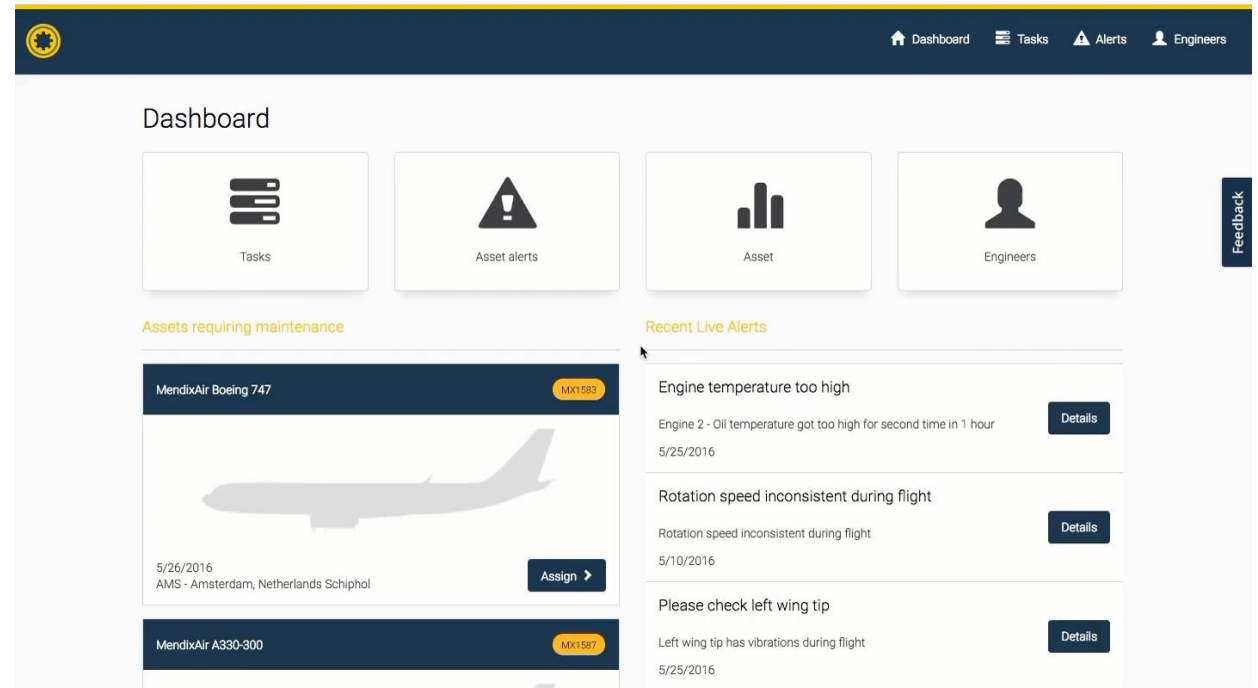 Dashboard Tasks Alerts Engineers
Dashboard
Tasks Asset alerts Asset Engineers
Feedback
Assets requiring maintenance
MendixAir Boeing 747 MX1583
5/26/2016
AMS - Amsterdam, Netherlands Schiphol
Assign
MendixAir A330-300 MX1587
Recent Live Alerts
Engine temperature too high
Engine 2 - Oil temperature got too high for second time in 1 hour
5/25/2016
Details
Rotation speed inconsistent during flight
Rotation speed inconsistent during flight
5/10/2016
Details
Please check left wing tip
Left wing tip has vibrations during flight
5/25/2016
Details